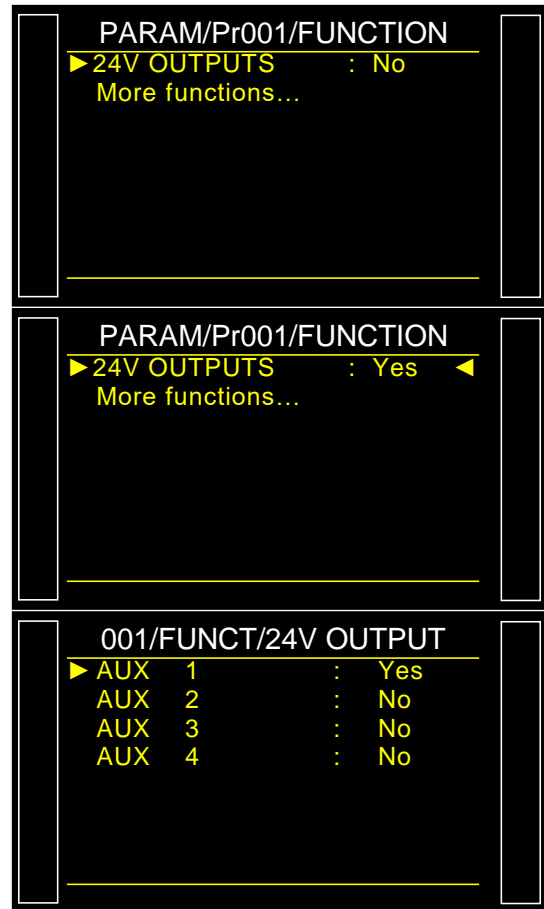 PARAM/Pr001/FUNCTION
►24V OUTPUTS : No
More functions…
PARAM/Pr001/FUNCTION
►24V OUTPUTS : Yes ◄
More functions…
001/FUNCT/24V OUTPUT
► AUX 1 : Yes
AUX 2 : No
AUX 3 : No
AUX 4 : No